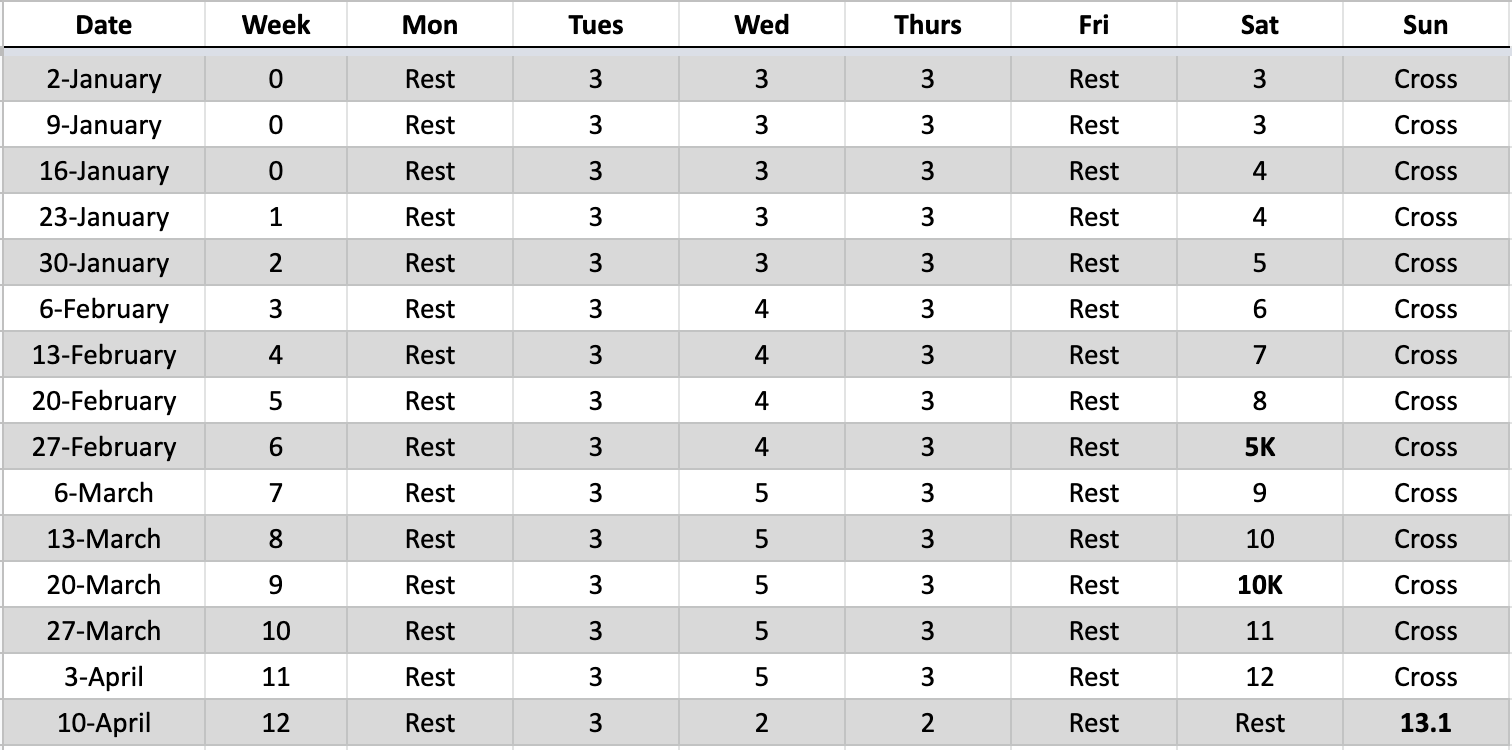 Date Week Mon Tues Wed Thurs Fri Sat Sun
2-January 0 Rest 3 3 3 Rest 3 Cross
9-January 0 Rest 3 3 3 Rest 3 Cross
16-January 0 Rest 3 3 3 Rest 4 Cross
23-January 1 Rest 3 3 3 Rest 4 Cross
30-January 2 Rest 3 3 3 Rest 5 Cross
6-February 3 Rest 3 4 3 Rest 6 Cross
13-February 4 Rest 3 4 3 Rest 7 Cross
20-February 5 Rest 3 4 3 Rest 8 Cross
27-February 6 Rest 3 4 3 Rest 5K Cross
6-March 7 Rest 3 5 3 Rest 9 Cross
13-March 8 Rest 3 5 3 Rest 10 Cross
20-March 9 Rest 3 5 3 Rest 10K Cross
27-March 10 Rest 3 5 3 Rest 11 Cross
3-April 11 Rest 3 5 3 Rest 12 Cross
10-April 12 Rest 3 2 2 Rest Rest 13.1